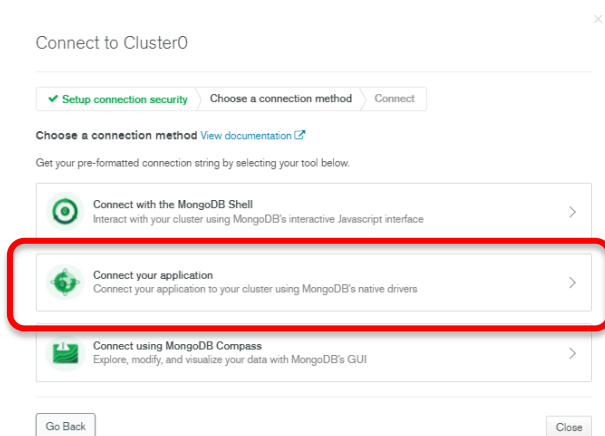 Connect to Cluster0
✔ Setup connection security Choose a connection method Connect
Choose a connection method View documentation
Get your pre-formatted connection string by selecting your tool below.
Connect with the MongoDB Shell
Interact with your cluster using MongoDB's interactive Javascript interface
Connect your application
Connect your application to your cluster using MongoDB's native drivers
Connect using MongoDB Compass
Explore, modify, and visualize your data with MongoDB's GUI
Go Back Close